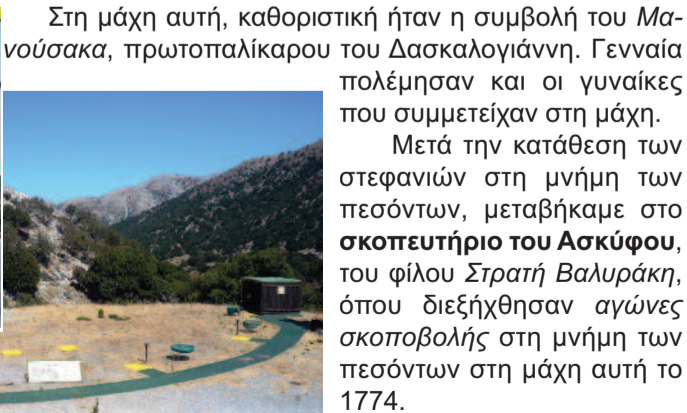 Στη μάχη αυτή, καθοριστική ήταν η συμβολή του Μα-
νούσακα, πρωτοπαλίκαρου του Δασκαλογιάννη. Γενναία
πολέμησαν και οι γυναίκες
που συμμετείχαν στη μάχη.
Μετά την κατάθεση των
στεφανιών στη μνήμη των
πεσόντων, μεταβήκαμε στο
σκοπευτήριο του Ασκύφου,
του φίλου Στρατή Βαλυράκη,
όπου διεξήχθησαν αγώνες
σκοποβολής στη μνήμη των
πεσόντων στη μάχη αυτή το
1774.